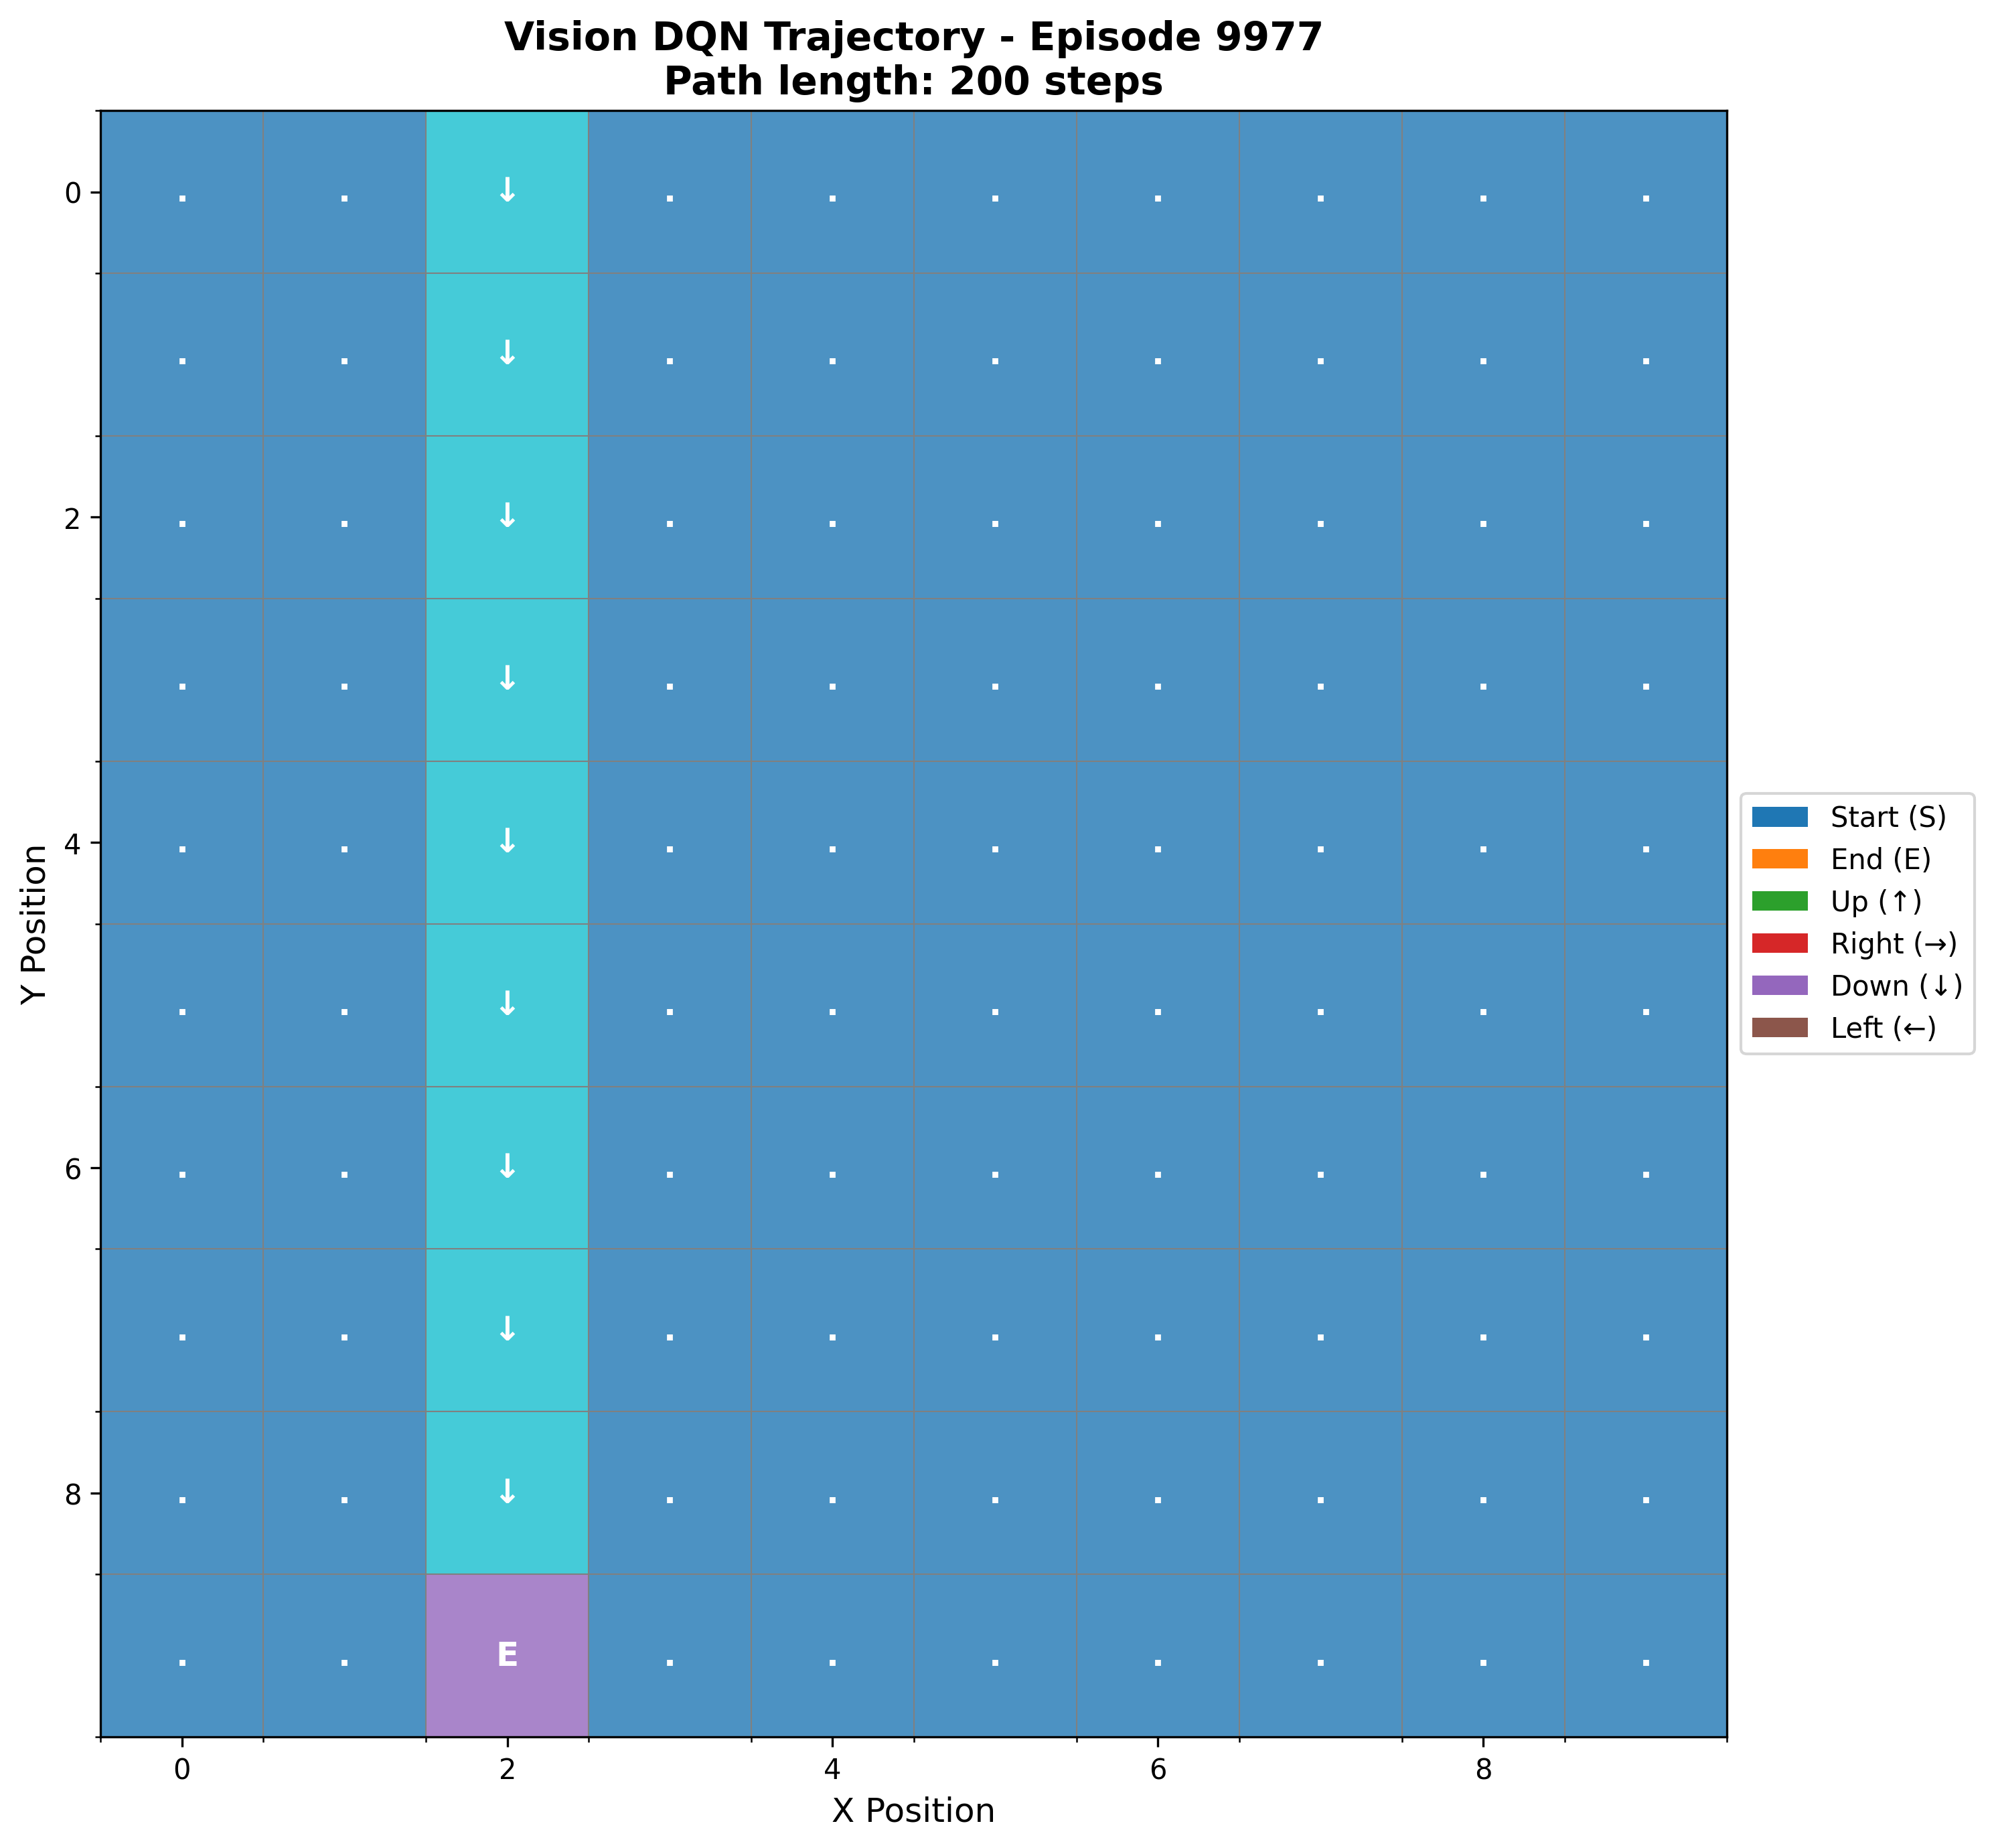 Vision DQN Trajectory - Episode 9977
Path length: 200 steps
0 . . ↓ . . . . . . .
. . ↓ . . . . . . .
2 . . ↓ . . . . . . .
. . ↓ . . . . . . .
4 . . ↓ . . . . . . .
. . ↓ . . . . . . .
6 . . ↓ . . . . . . .
. . ↓ . . . . . . .
8 . . ↓ . . . . . . .
. . E . . . . . . .
0 2 4 6 8
X Position
Y Position
Start (S)
End (E)
Up (↑)
Right (→)
Down (↓)
Left (←)